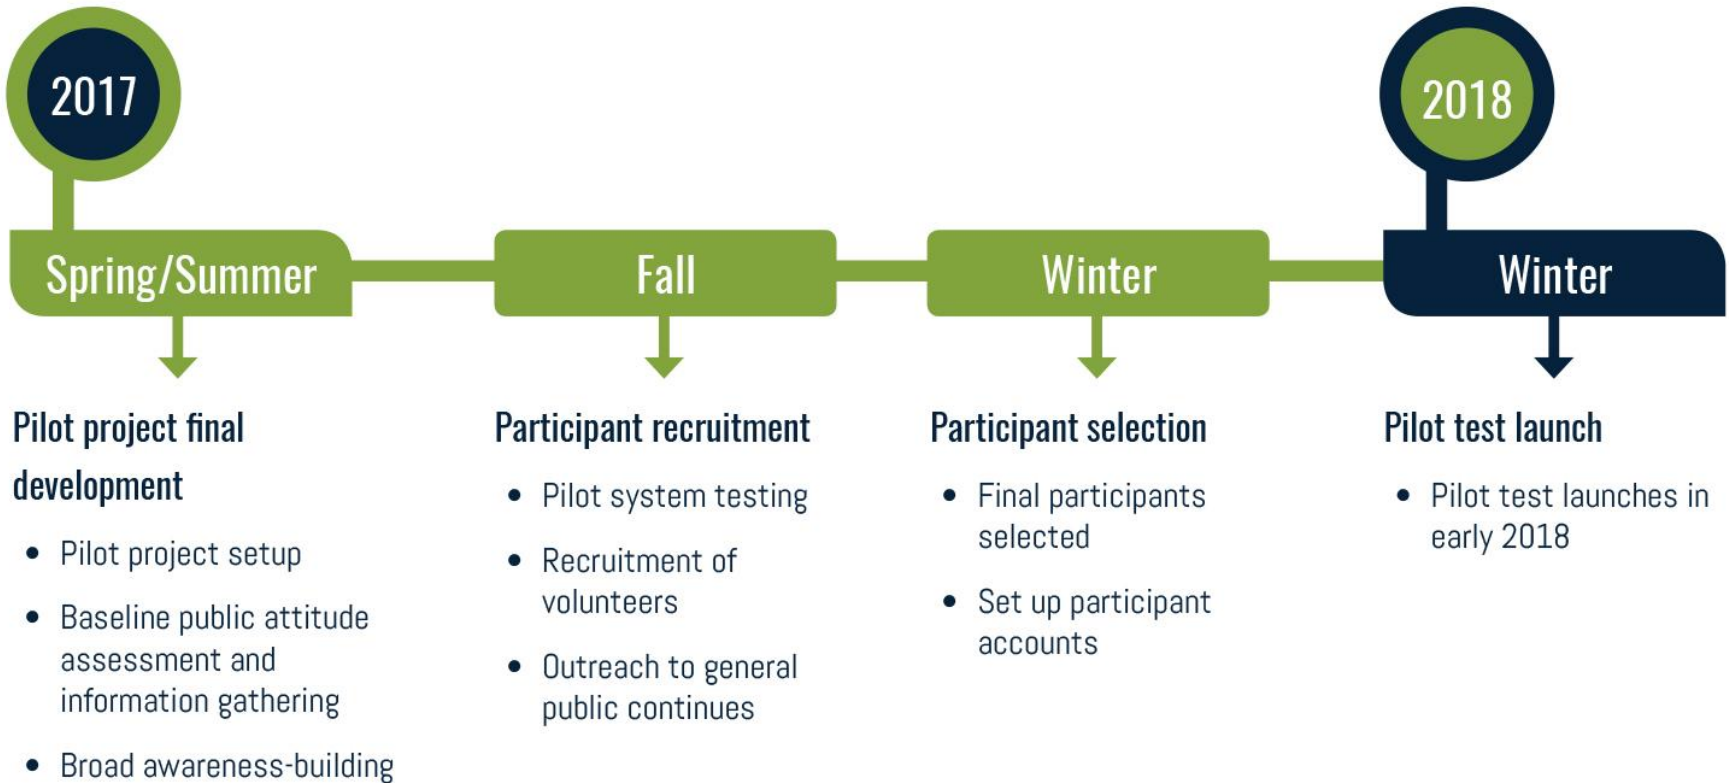 2017
2018
Spring/Summer
Fall
Winter
Winter
Pilot project final
development
• Pilot project setup
• Baseline public attitude
assessment and
information gathering
• Broad awareness-building
Participant recruitment
• Pilot system testing
• Recruitment of
volunteers
• Outreach to general
public continues
Participant selection
• Final participants
selected
• Set up participant
accounts
Pilot test launch
• Pilot test launches in
early 2018